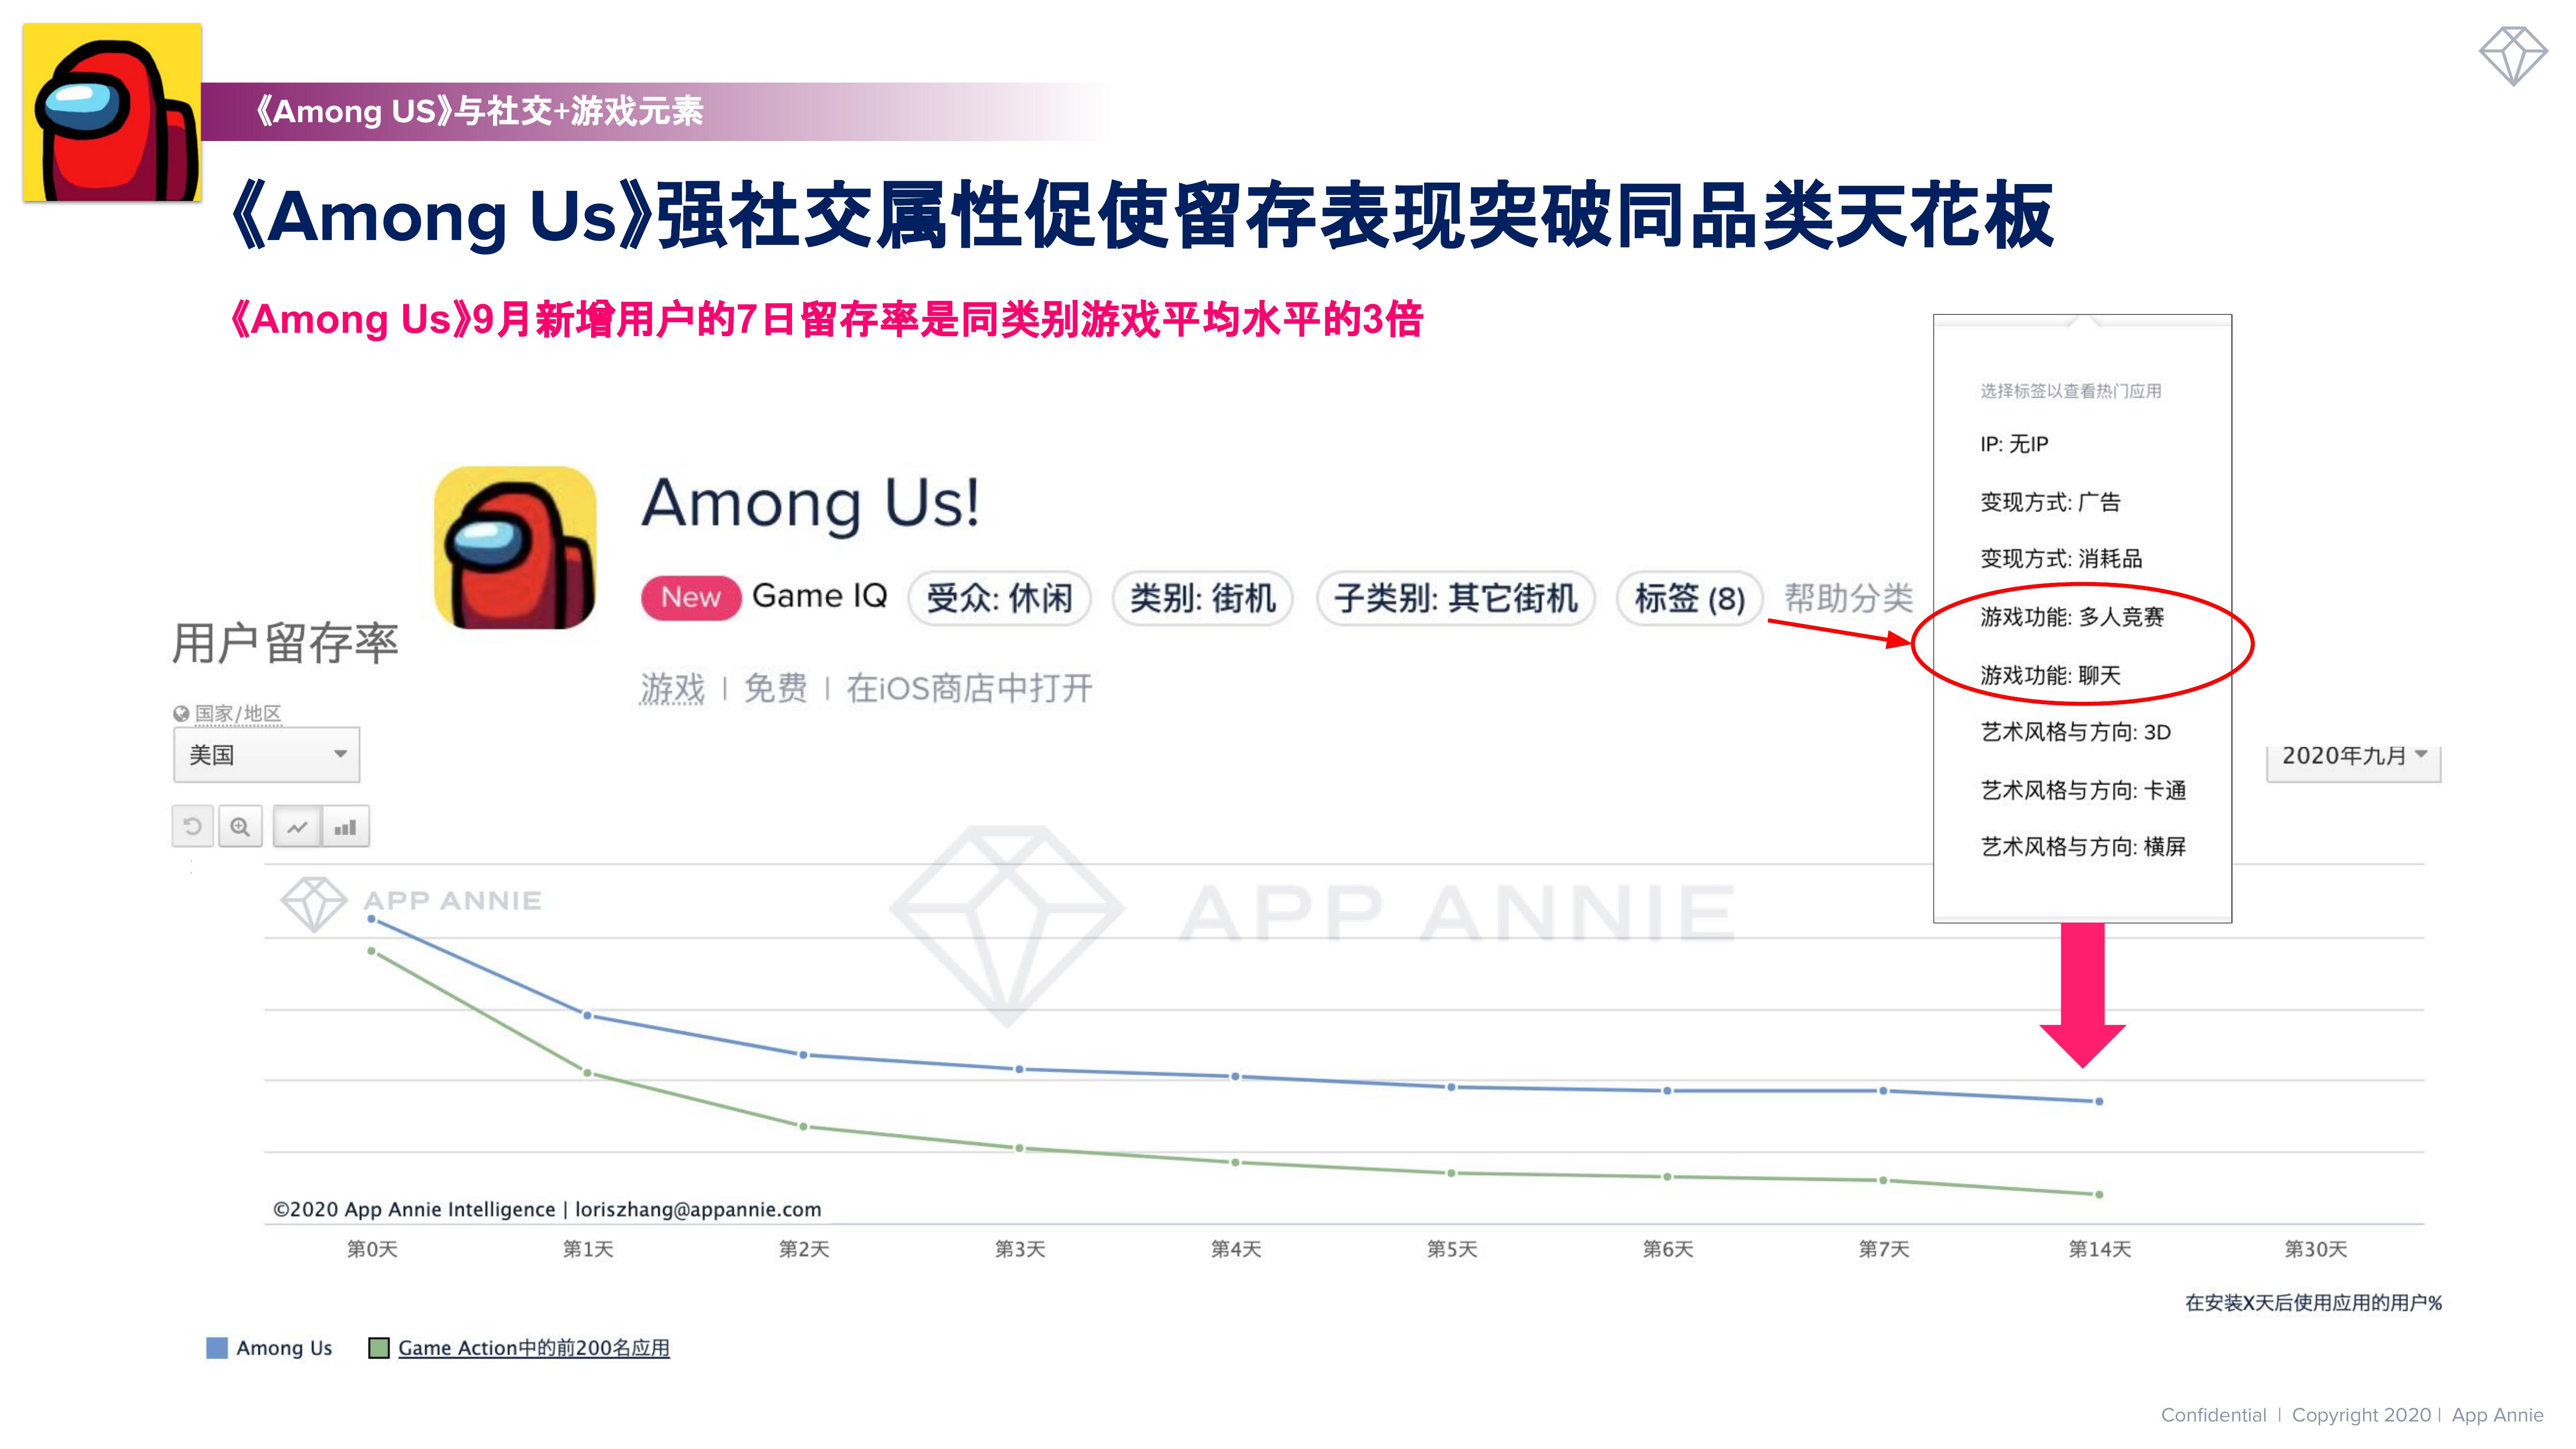 《Among US》与社交+游戏元素
《Among Us》强社交属性促使留存表现突破同品类天花板
《Among Us》9月新增用户的7日留存率是同类别游戏平均水平的3倍
选择标签以查看热门应用
IP: 无IP
变现方式: 广告
变现方式: 消耗品
游戏功能: 多人竞赛
游戏功能: 聊天
艺术风格与方向: 3D
艺术风格与方向: 卡通
艺术风格与方向: 横屏
Among Us!
New Game IQ 受众: 休闲 类别: 街机 子类别: 其它街机 标签 (8) 帮助分类
游戏 | 免费 | 在iOS商店中打开
用户留存率
国家/地区
美国
2020年九月
APP ANNIE
APP ANNIE
©2020 App Annie Intelligence | loriszhang@appannie.com
第0天 第1天 第2天 第3天 第4天 第5天 第6天 第7天 第14天 第30天
在安装X天后使用应用的用户%
Among Us Game Action中的前200名应用
Confidential | Copyright 2020 | App Annie